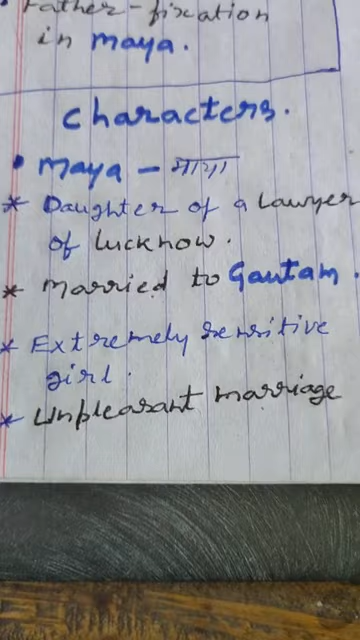 • Father-fixation
in Maya.
Characters.
• Maya - माया
* Daughter of a Lawyer
of Lucknow.
* Married to Gautam.
* Extremely sensitive
girl.
* Unpleasant marriage